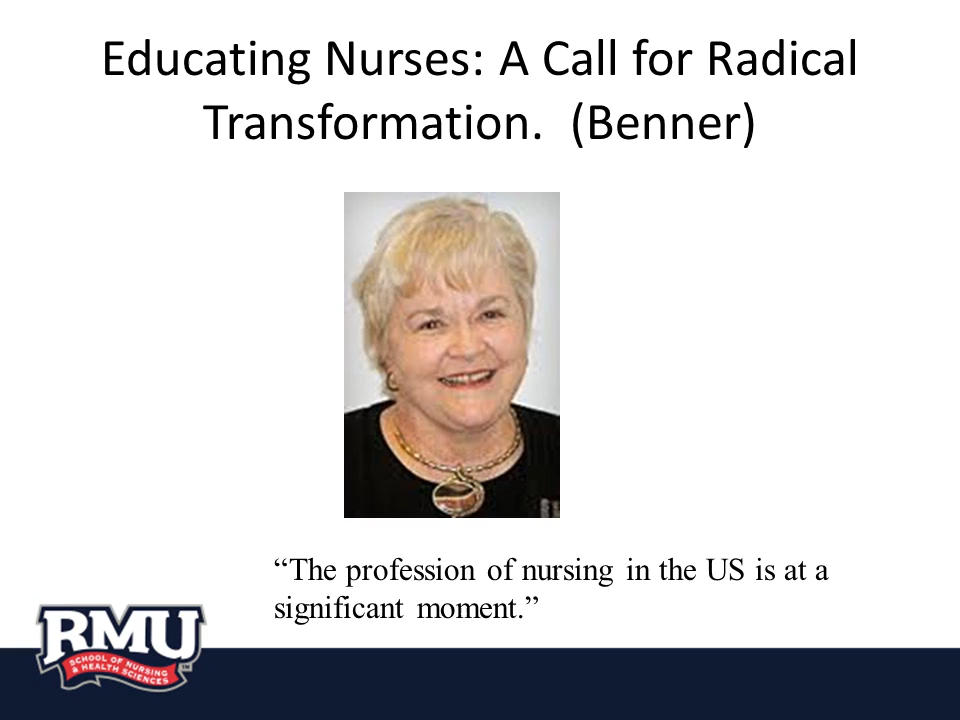 Educating Nurses: A Call for Radical
Transformation. (Benner)
“The profession of nursing in the US is at a
significant moment.”
RMU
SCHOOL OF NURSING
& HEALTH SCIENCES